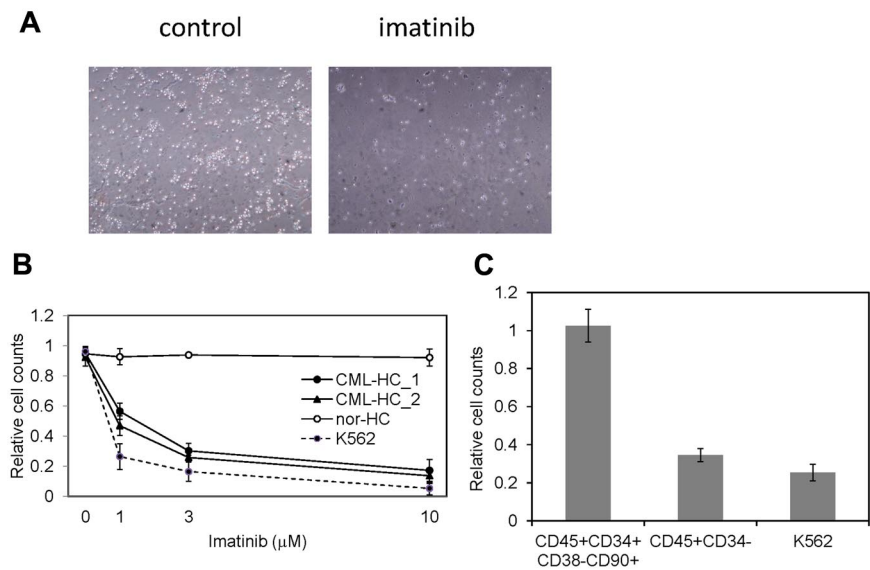 A
control
imatinib
B
Relative cell counts
1.2
1
0.8
0.6
0.4
0.2
0
CML-HC_1
CML-HC_2
nor-HC
K562
0 1 3 10
Imatinib (μM)
C
Relative cell counts
1.2
1
0.8
0.6
0.4
0.2
0
CD45+CD34+
CD38-CD90+
CD45+CD34-
K562